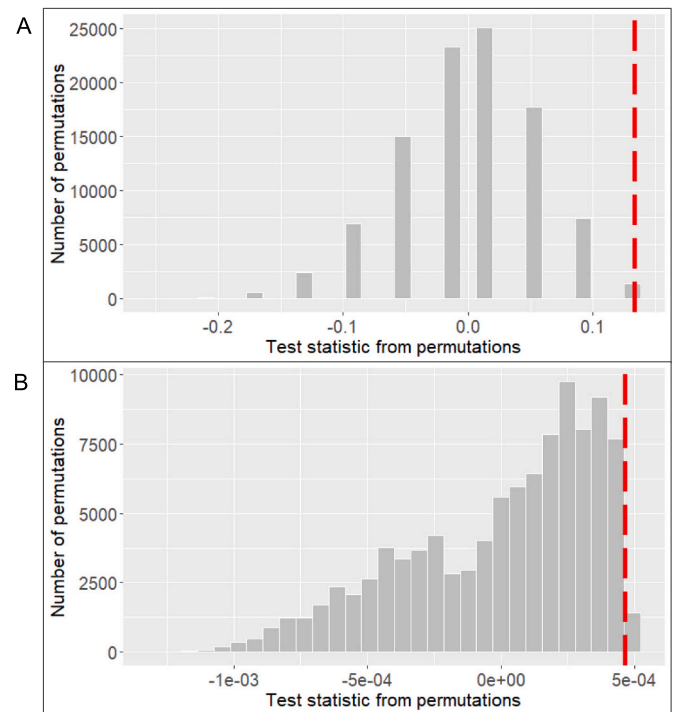 A
Number of permutations
25000
20000
15000
10000
5000
0
-0.2 -0.1 0.0 0.1
Test statistic from permutations
B
Number of permutations
10000
7500
5000
2500
0
-1e-03 -5e-04 0e+00 5e-04
Test statistic from permutations